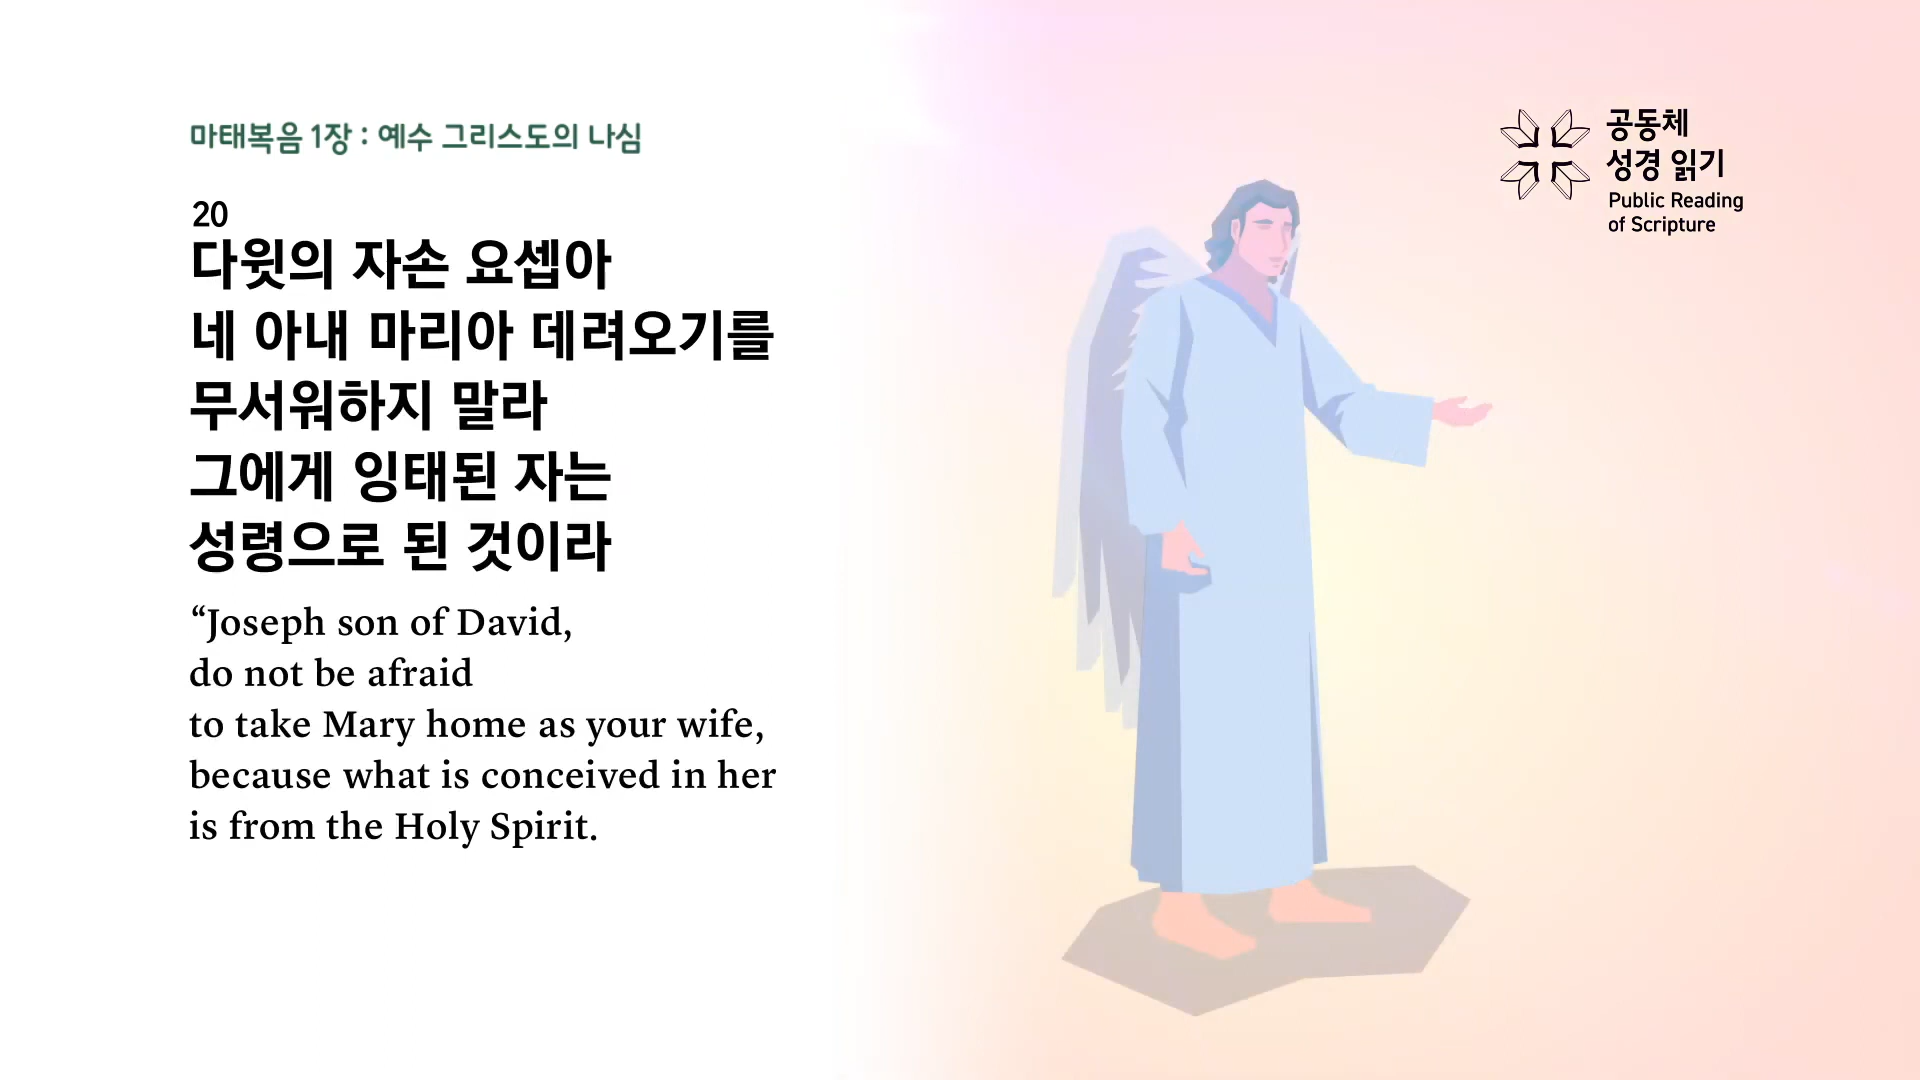 마태복음 1장 : 예수 그리스도의 나심
20
다윗의 자손 요셉아
네 아내 마리아 데려오기를
무서워하지 말라
그에게 잉태된 자는
성령으로 된 것이라
“Joseph son of David,
do not be afraid
to take Mary home as your wife,
because what is conceived in her
is from the Holy Spirit.
공동체
성경 읽기
Public Reading
of Scripture